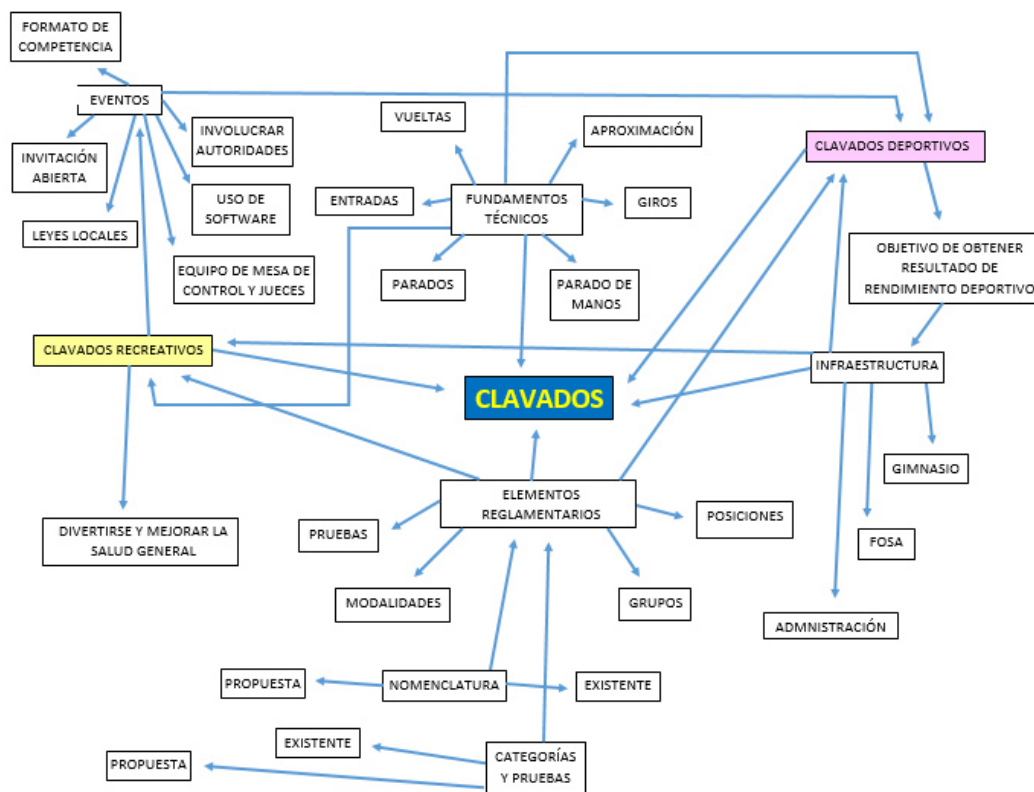 FORMATO DE
COMPETENCIA
EVENTOS
INVOLUCRAR
AUTORIDADES
INVITACIÓN
ABIERTA
USO DE
SOFTWARE
LEYES LOCALES
EQUIPO DE MESA DE
CONTROL Y JUECES
VUELTAS
APROXIMACIÓN
ENTRADAS
FUNDAMENTOS
TÉCNICOS
GIROS
PARADOS
PARADO DE
MANOS
CLAVADOS DEPORTIVOS
OBJETIVO DE OBTENER
RESULTADO DE
RENDIMIENTO DEPORTIVO
CLAVADOS RECREATIVOS
INFRAESTRUCTURA
CLAVADOS
GIMNASIO
ELEMENTOS
REGLAMENTARIOS
POSICIONES
PRUEBAS
DIVERTIRSE Y MEJORAR LA
SALUD GENERAL
FOSA
MODALIDADES
GRUPOS
ADMNISTRACIÓN
PROPUESTA
NOMENCLATURA
EXISTENTE
EXISTENTE
CATEGORÍAS
Y PRUEBAS
PROPUESTA